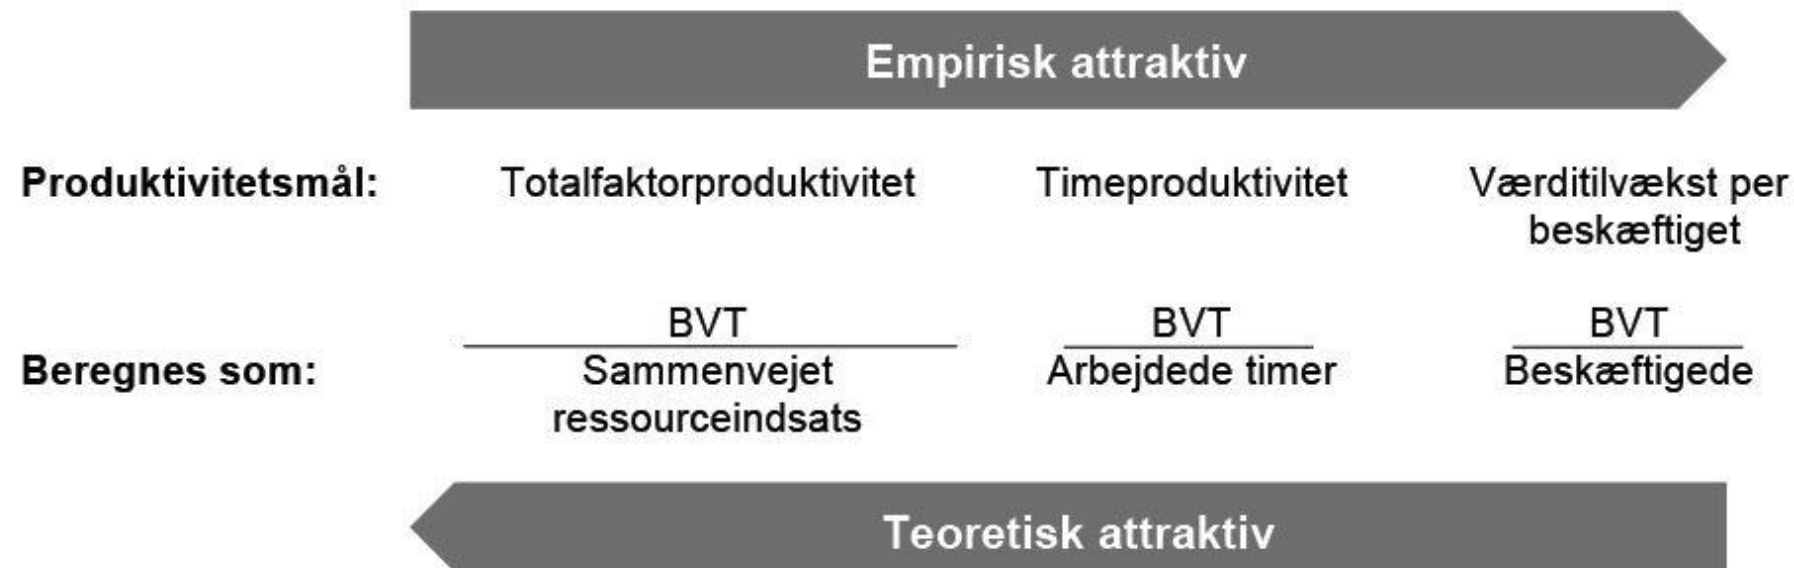 Empirisk attraktiv
Produktivitetsmål: Totalfaktorproduktivitet Timeproduktivitet Værditilvækst per
beskæftiget
BVT BVT BVT
Beregnes som: Sammenvejet Arbejdede timer Beskæftigede
ressourceindsats
Teoretisk attraktiv